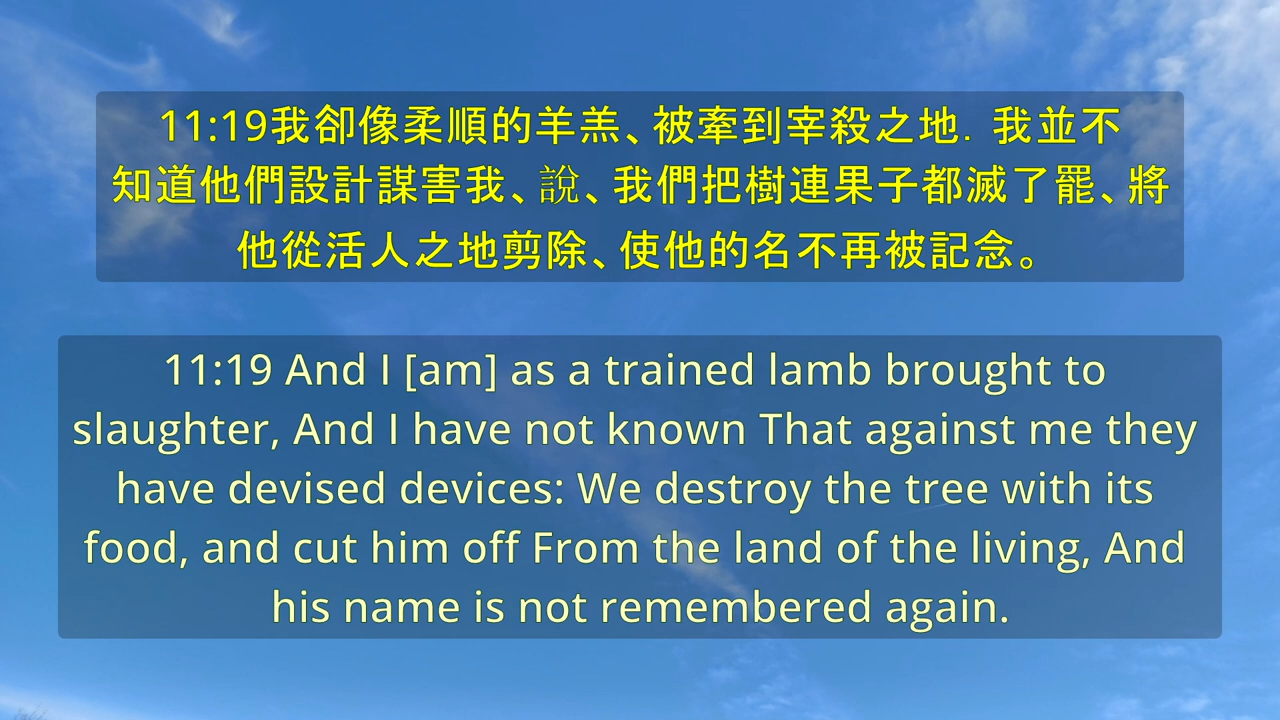 11:19我卻像柔順的羊羔、被牽到宰殺之地．我並不
知道他們設計謀害我、說、我們把樹連果子都滅了罷、將
他從活人之地剪除、使他的名不再被記念。
11:19 And I [am] as a trained lamb brought to
slaughter, And I have not known That against me they
have devised devices: We destroy the tree with its
food, and cut him off From the land of the living, And
his name is not remembered again.